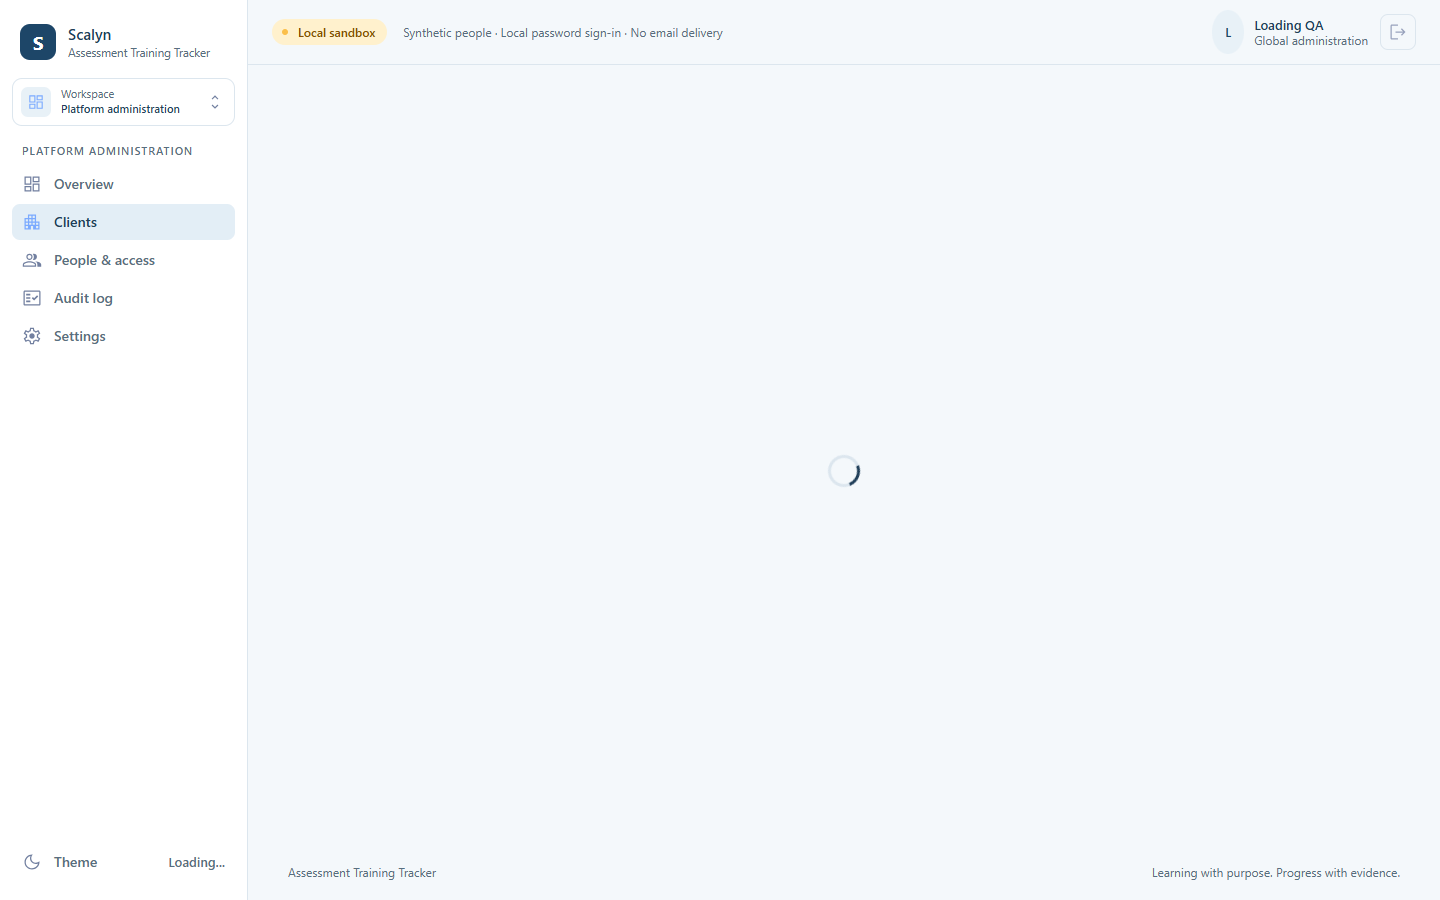 S
Scalyn
Assessment Training Tracker
Workspace
Platform administration
PLATFORM ADMINISTRATION
Overview
Clients
People & access
Audit log
Settings
Theme
Loading...
Local sandbox
Synthetic people · Local password sign-in · No email delivery
L
Loading QA
Global administration
Assessment Training Tracker
Learning with purpose. Progress with evidence.